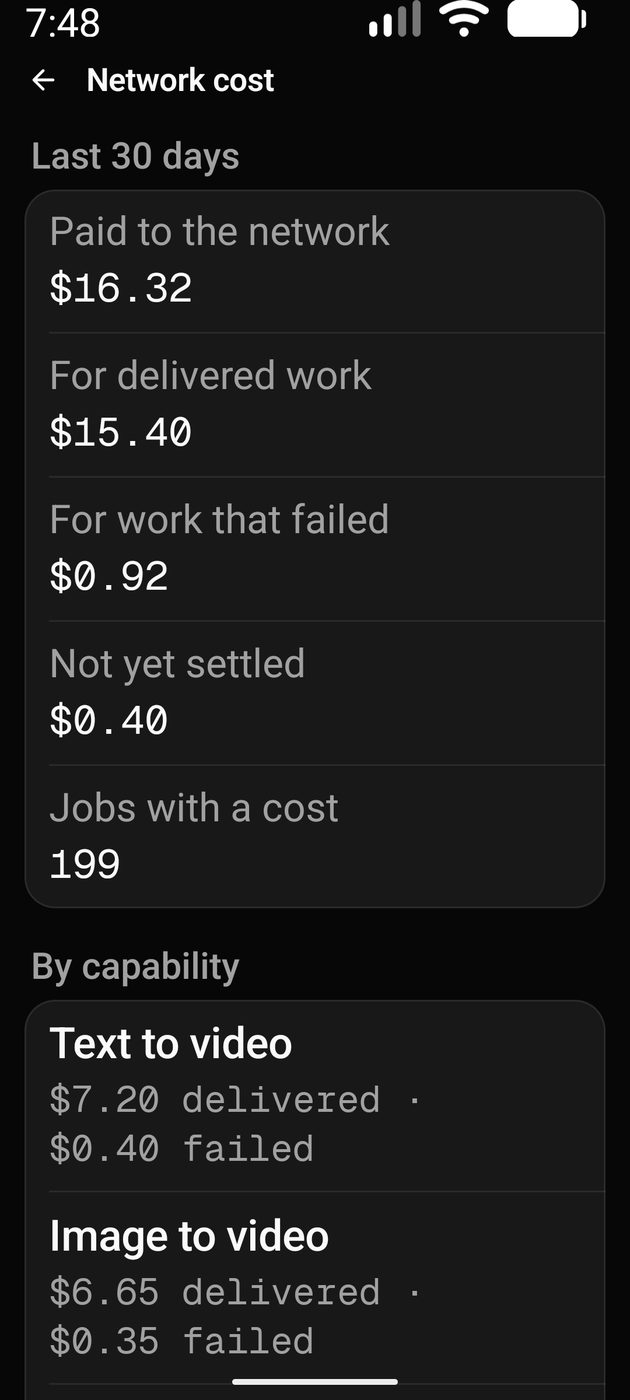 7:48
Network cost
Last 30 days
Paid to the network
$16.32
For delivered work
$15.40
For work that failed
$0.92
Not yet settled
$0.40
Jobs with a cost
199
By capability
Text to video
$7.20 delivered ·
$0.40 failed
Image to video
$6.65 delivered ·
$0.35 failed